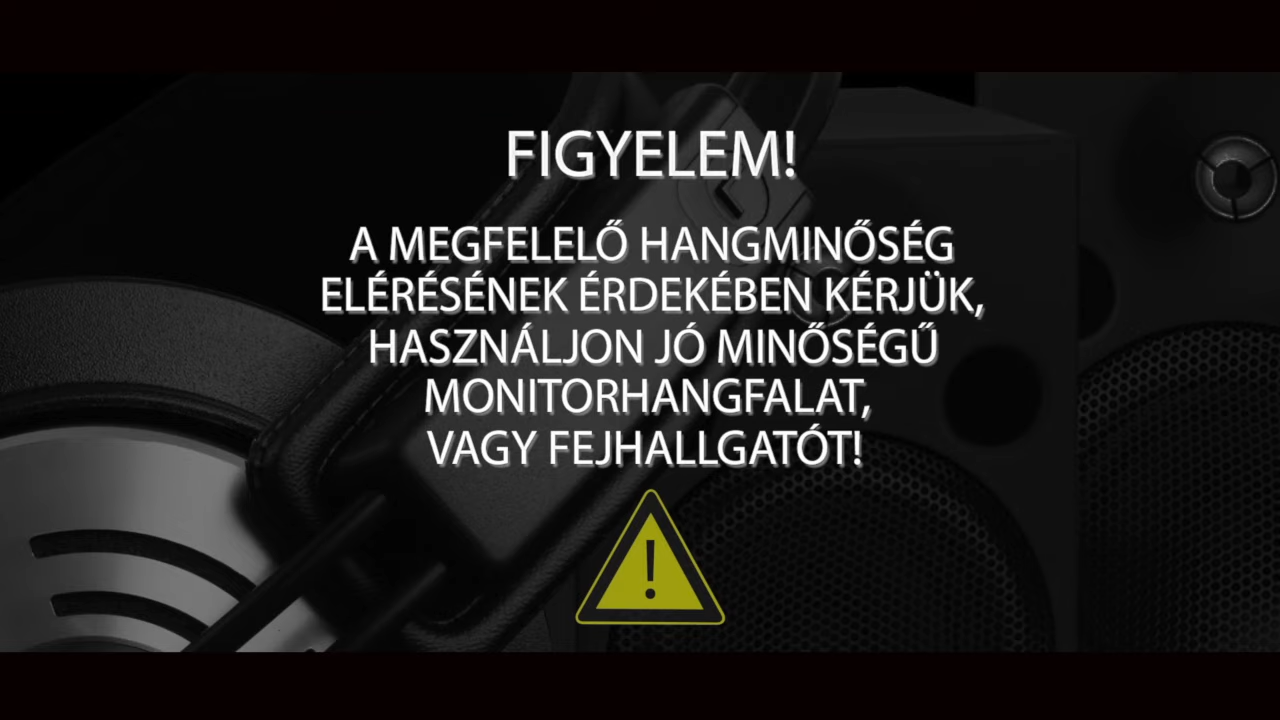 FIGYELEM!
A MEGFELELŐ HANGMINŐSÉG
ELÉRÉSÉNEK ÉRDEKÉBEN KÉRJÜK,
HASZNÁLJON JÓ MINŐSÉGŰ
MONITORHANGFALAT,
VAGY FEJHALLGATÓT!